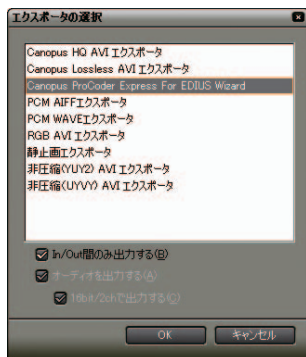 エクスポータの選択
Canopus HQ AVI エクスポータ
Canopus Lossless AVI エクスポータ
Canopus ProCoder Express For EDIUS Wizard
PCM AIFFエクスポータ
PCM WAVEエクスポータ
RGB AVI エクスポータ
静止画エクスポータ
非圧縮(YUY2) AVI エクスポータ
非圧縮(UYVY) AVI エクスポータ
In/Out間のみ出力する(B)
オーディオを出力する(A)
16bit/2chで出力する(C)
OK
キャンセル